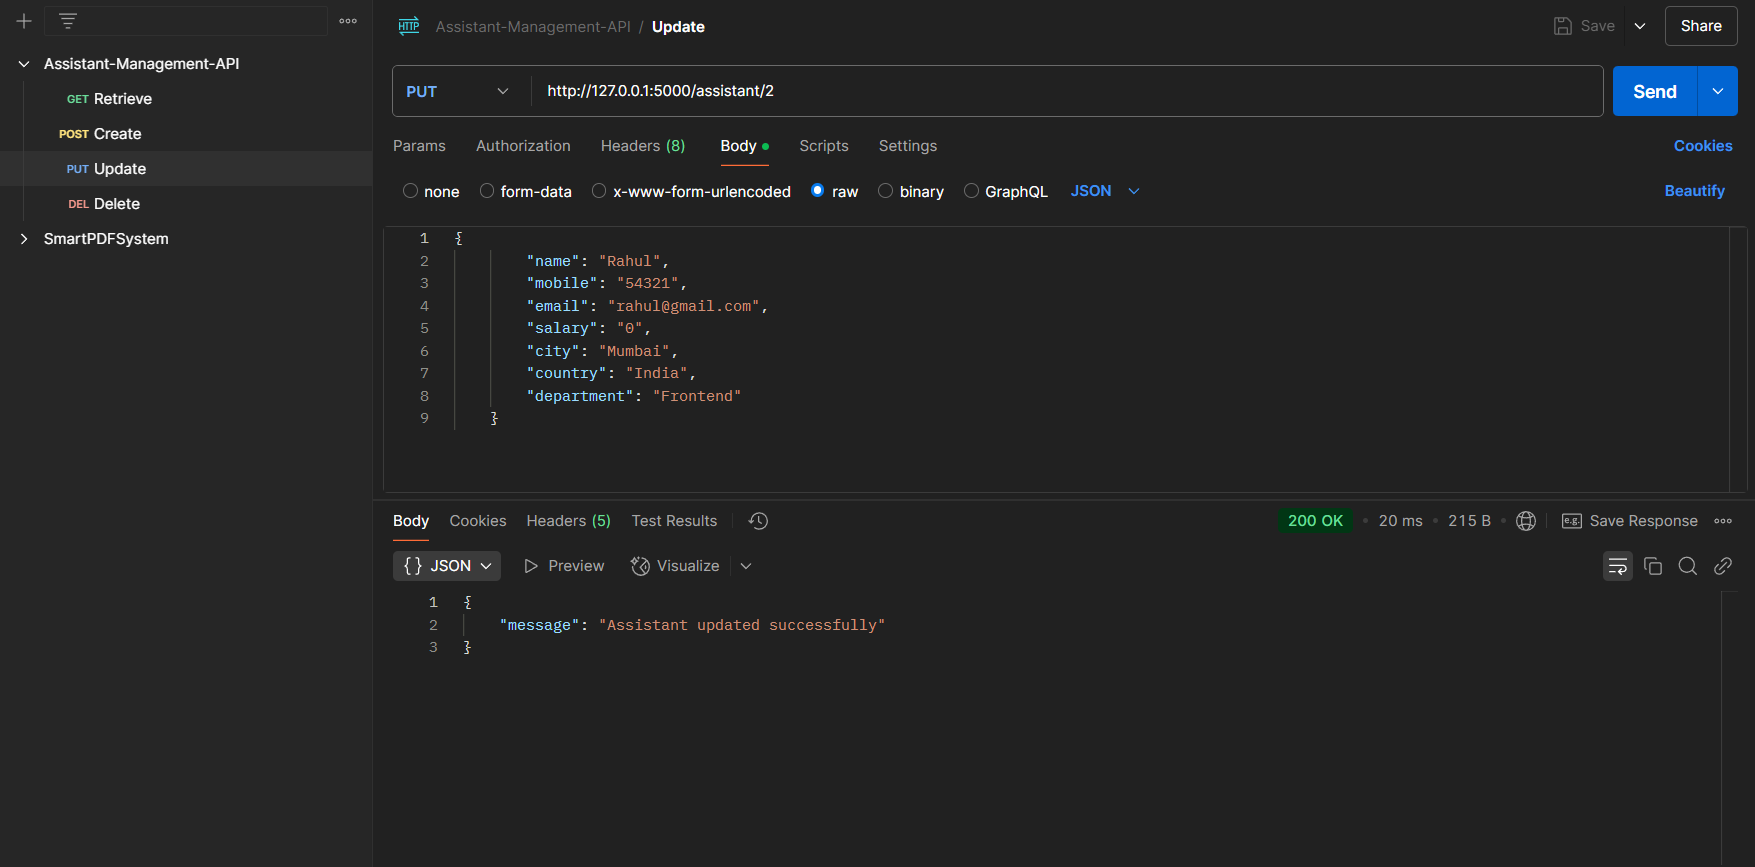 Assistant-Management-API
GET Retrieve
POST Create
PUT Update
DEL Delete
SmartPDFSystem
HTTP Assistant-Management-API / Update
Save
Share
PUT http://127.0.0.1:5000/assistant/2
Send
Params Authorization Headers (8) Body Scripts Settings Cookies
none form-data x-www-form-urlencoded raw binary GraphQL JSON Beautify
1 {
2 "name": "Rahul",
3 "mobile": "54321",
4 "email": "rahul@gmail.com",
5 "salary": "0",
6 "city": "Mumbai",
7 "country": "India",
8 "department": "Frontend"
9 }
Body Cookies Headers (5) Test Results 200 OK • 20 ms • 215 B • e.g. Save Response
{} JSON Preview Visualize
1 {
2 "message": "Assistant updated successfully"
3 }